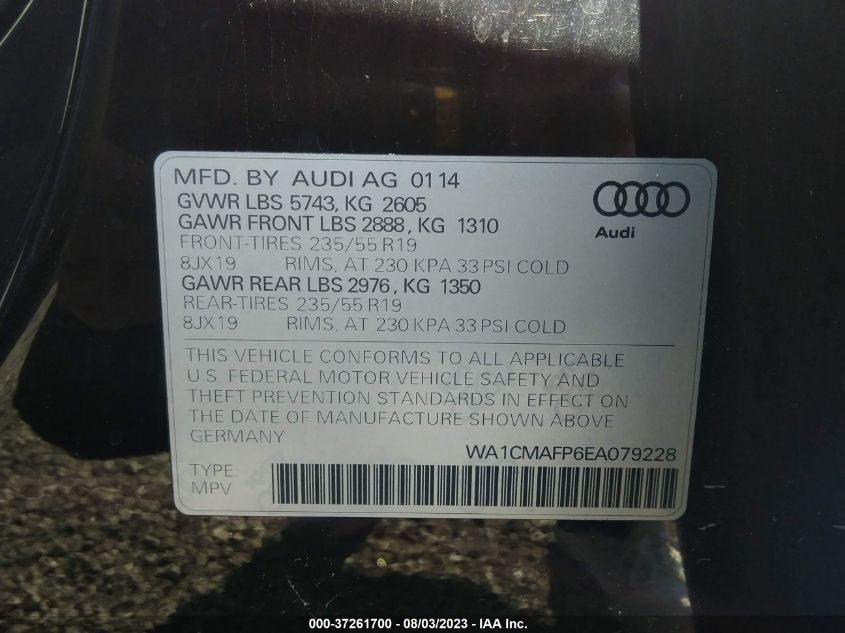 MFD. BY AUDI AG 01 14
GVWR LBS 5743, KG 2605
GAWR FRONT LBS 2888, KG 1310
FRONT-TIRES 235/55 R19
8JX19 RIMS, AT 230 KPA 33 PSI COLD
GAWR REAR LBS 2976, KG 1350
REAR-TIRES 235/55 R19
8JX19 RIMS, AT 230 KPA 33 PSI COLD
Audi
THIS VEHICLE CONFORMS TO ALL APPLICABLE
U.S. FEDERAL MOTOR VEHICLE SAFETY AND
THEFT PREVENTION STANDARDS IN EFFECT ON
THE DATE OF MANUFACTURE SHOWN ABOVE
GERMANY
WA1CMAFP6EA079228
TYPE.
MPV
000-37261700 - 08/03/2023 - WWW.IAAI.COM